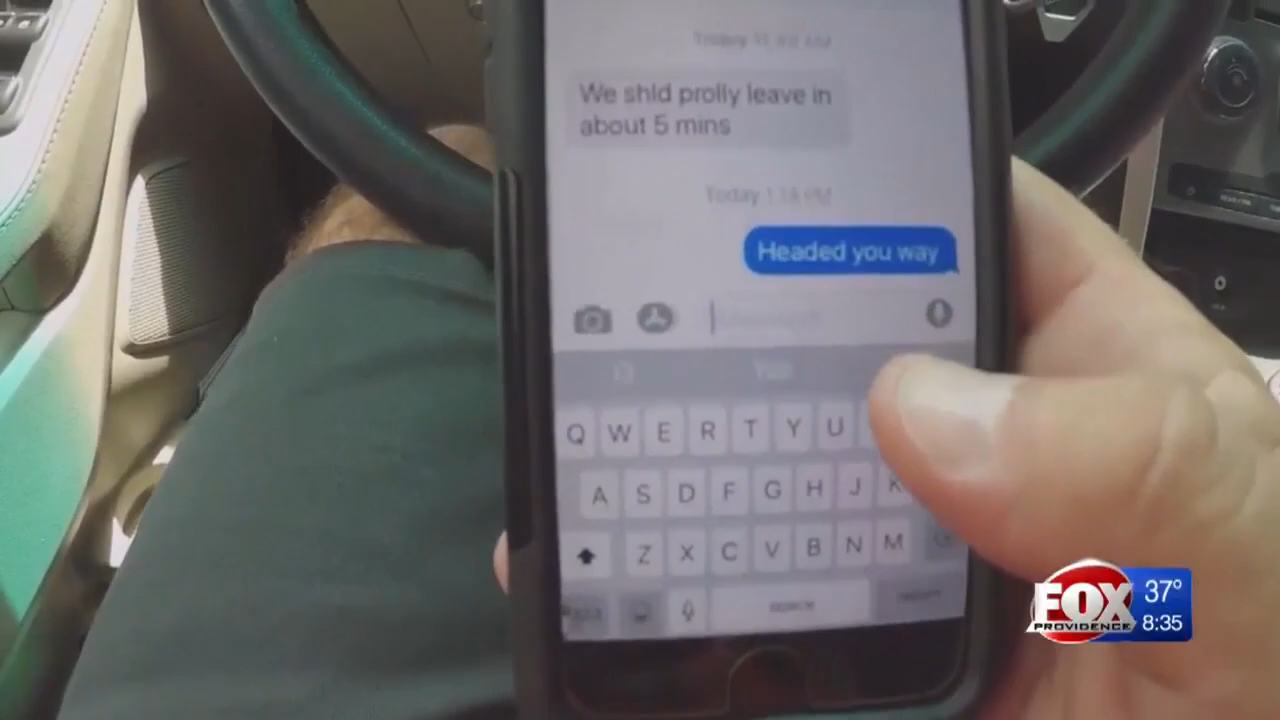 We shld prolly leave in
about 5 mins
Today 1:18 PM
Headed you way
Q W E R T Y U
A S D F G H J K
Z X C V B N M
space
FOX
PROVIDENCE
37°
8:35